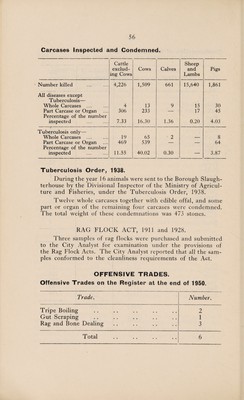 56
Carcases Inspected and Condemned.
Cattle excluding Cows Cows Calves Sheep and Lambs Pigs
Number killed ... 4,226 1,509 661 15,640 1,861
All diseases except
Tuberculosis—
Whole Carcases ... 4 13 9 15 30
Part Carcase or Organ 306 233 — 17 45
Percentage of the number
inspected 7.33 16.30 1.36 0.20 4.03
Tuberculosis only—
Whole Carcases ... 19 65 2 — 8
Part Carcase or Organ 469 539 — — 64
Percentage of the number
inspected 11.55 40.02 0.30 — 3.87
Tuberculosis Order, 1938.
During the year 16 animals were sent to the Borough Slaugh-
terhouse by the Divisional Inspector of the Ministry of Agricul-
ture and Fisheries, under the Tuberculosis Order, 1938.
Twelve whole carcases together with edible offal, and some
part or organ of the remaining four carcases were condemned.
The total weight of these condemnations was 473 stones.
RAG FLOCK ACT, 1911 and 1928.
Three samples of rag flocks were purchased and submitted
to the City Analyst for examination under the provisions of
the Rag Flock Acts. The City Analyst reported that all the sam-
ples conformed to the cleanliness requirements of the Act.
OFFENSIVE TRADES.
Offensive Trades on the Register at the end of 1950.
Trade. Number.
Tripe Boiling .. .. .. .. .. 2
Gut Scraping .. .. .. .. .. 1
Rag and Bone Dealing .. .. .. .. 3
Total .. .. .. 6